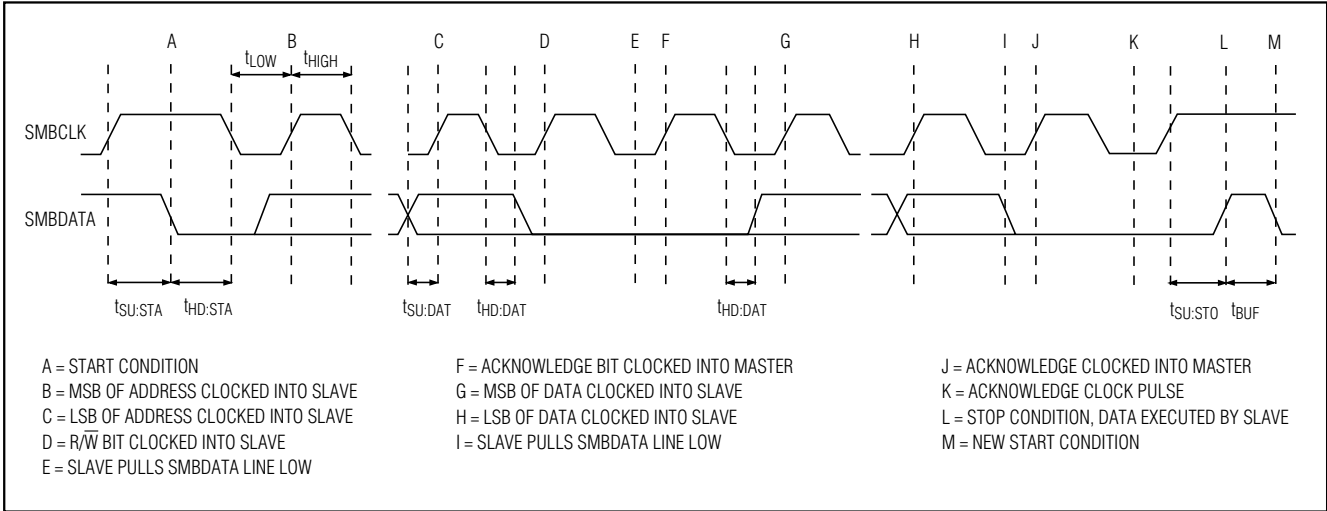 A B C D E F G H I J K L M
tLOW tHIGH
SMBCLK
SMBDATA
tSU:STA tHD:STA tSU:DAT tHD:DAT tHD:DAT tSU:STO tBUF
A = START CONDITION
B = MSB OF ADDRESS CLOCKED INTO SLAVE
C = LSB OF ADDRESS CLOCKED INTO SLAVE
D = R/W̅ BIT CLOCKED INTO SLAVE
E = SLAVE PULLS SMBDATA LINE LOW
F = ACKNOWLEDGE BIT CLOCKED INTO MASTER
G = MSB OF DATA CLOCKED INTO SLAVE
H = LSB OF DATA CLOCKED INTO SLAVE
I = SLAVE PULLS SMBDATA LINE LOW
J = ACKNOWLEDGE CLOCKED INTO MASTER
K = ACKNOWLEDGE CLOCK PULSE
L = STOP CONDITION, DATA EXECUTED BY SLAVE
M = NEW START CONDITION